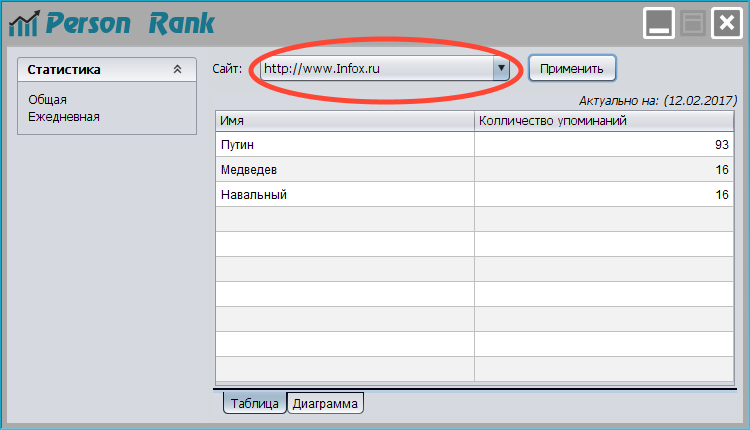 Person Rank
Статистика
Общая
Ежедневная
Сайт: http://www.Infox.ru Применить
Актуально на: (12.02.2017)
Имя Колличество упоминаний
Путин 93
Медведев 16
Навальный 16
Таблица Диаграмма